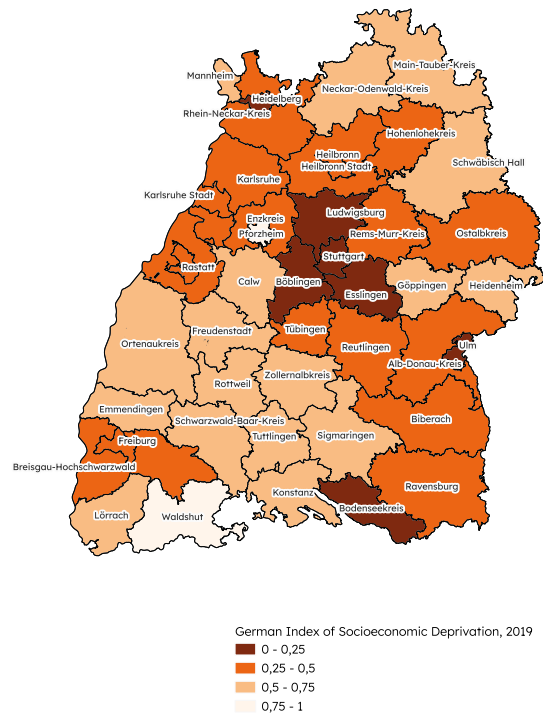 Main-Tauber-Kreis
Mannheim
Neckar-Odenwald-Kreis
Heidelberg
Rhein-Neckar-Kreis
Hohenlohekreis
Heilbronn
Schwäbisch Hall
Heilbronn Stadt
Karlsruhe
Karlsruhe Stadt
Ludwigsburg
Enzkreis
Pforzheim
Rems-Murr-Kreis
Ostalbkreis
Stuttgart
Rastatt
Calw
Böblingen
Göppingen
Heidenheim
Esslingen
Freudenstadt
Tübingen
Ortenaukreis
Reutlingen
Ulm
Alb-Donau-Kreis
Zollernalbkreis
Rottweil
Emmendingen
Schwarzwald-Baar-Kreis
Biberach
Tuttlingen
Sigmaringen
Freiburg
Breisgau-Hochschwarzwald
Ravensburg
Konstanz
Bodenseekreis
Lörrach
Waldshut
German Index of Socioeconomic Deprivation, 2019
0 - 0,25
0,25 - 0,5
0,5 - 0,75
0,75 - 1